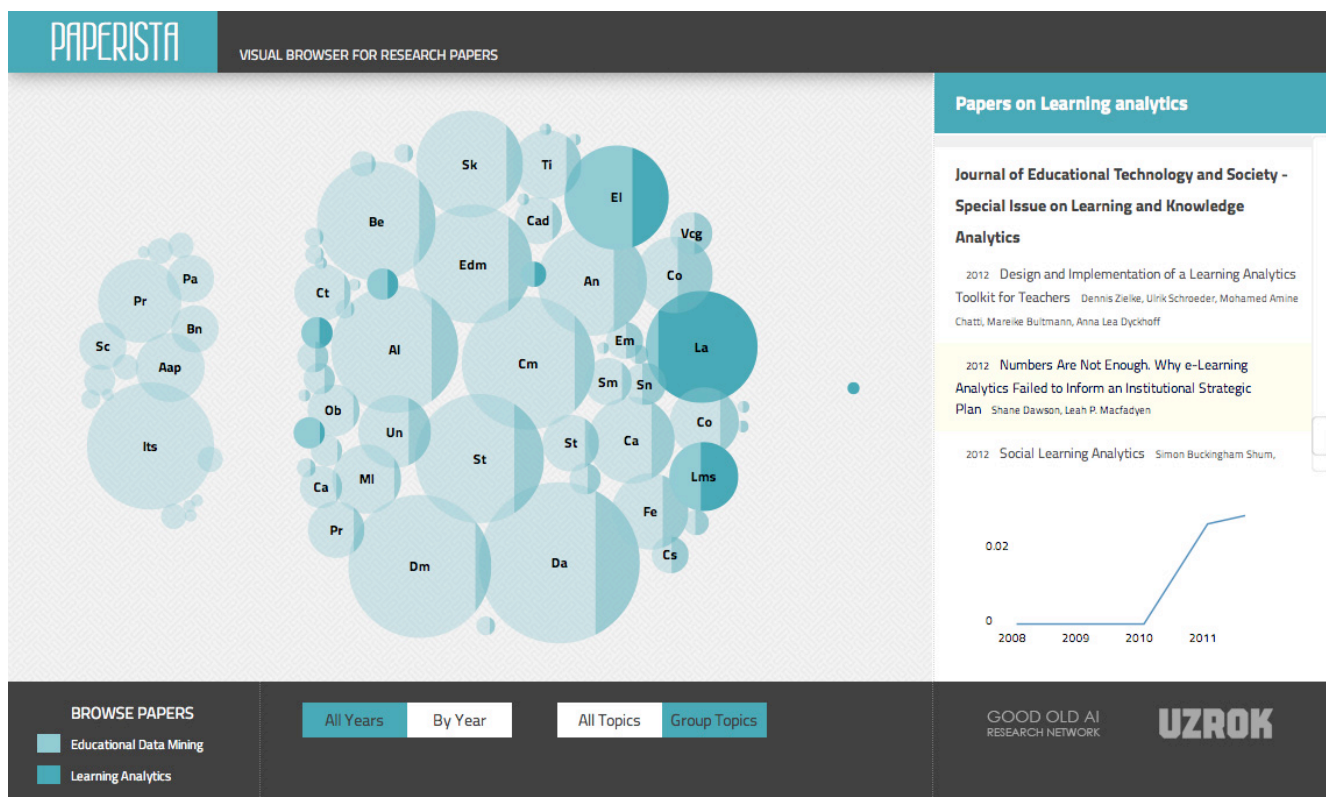 PAPERISTA
VISUAL BROWSER FOR RESEARCH PAPERS
Sk
Ti
El
Be
Cad
Vcg
Edm
An
Co
Ct
Pa
Pr
Bn
Sc
Aap
AI
Cm
Em
La
Sm
Sn
Ob
Un
St
St
Ca
Co
Its
Ca
Ml
Lms
Pr
Fe
Dm
Da
Cs
Papers on Learning analytics
Journal of Educational Technology and Society -
Special Issue on Learning and Knowledge
Analytics
2012 Design and Implementation of a Learning Analytics
Toolkit for Teachers Dennis Zielke, Ulrik Schroeder, Mohamed Amine
Chatti, Mareike Bultmann, Anna Lea Dyckhoff
2012 Numbers Are Not Enough. Why e-Learning
Analytics Failed to Inform an Institutional Strategic
Plan Shane Dawson, Leah P. Macfadyen
2012 Social Learning Analytics Simon Buckingham Shum,
0.02
0
2008 2009 2010 2011
BROWSE PAPERS
Educational Data Mining
Learning Analytics
All Years By Year
All Topics Group Topics
GOOD OLD AI
RESEARCH NETWORK
UZROK